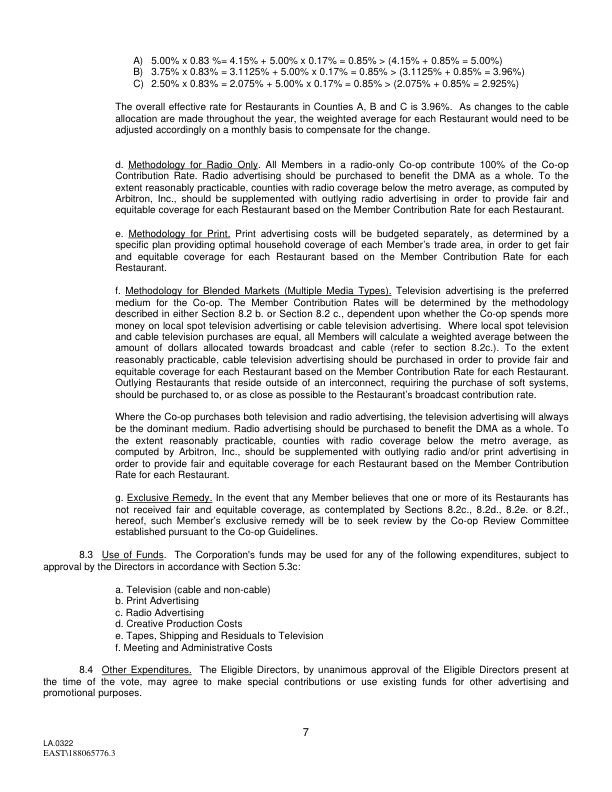 A) 5.00% x 0.83 %= 4.15% + 5.00% x 0.17% = 0.85% > (4.15% + 0.85% = 5.00%)
B) 3.75% x 0.83% = 3.1125% + 5.00% x 0.17% = 0.85% > (3.1125% + 0.85% = 3.96%)
C) 2.50% x 0.83% = 2.075% + 5.00% x 0.17% = 0.85% > (2.075% + 0.85% = 2.925%)
The overall effective rate for Restaurants in Counties A, B and C is 3.96%. As changes to the cable
allocation are made throughout the year, the weighted average for each Restaurant would need to be
adjusted accordingly on a monthly basis to compensate for the change.
d. Methodology for Radio Only. All Members in a radio-only Co-op contribute 100% of the Co-op
Contribution Rate. Radio advertising should be purchased to benefit the DMA as a whole. To the
extent reasonably practicable, counties with radio coverage below the metro average, as computed by
Arbitron, Inc., should be supplemented with outlying radio advertising in order to provide fair and
equitable coverage for each Restaurant based on the Member Contribution Rate for each Restaurant.
e. Methodology for Print. Print advertising costs will be budgeted separately, as determined by a
specific plan providing optimal household coverage of each Member's trade area, in order to get fair
and equitable coverage for each Restaurant based on the Member Contribution Rate for each
Restaurant.
f. Methodology for Blended Markets (Multiple Media Types). Television advertising is the preferred
medium for the Co-op. The Member Contribution Rates will be determined by the methodology
described in either Section 8.2 b. or Section 8.2 c., dependent upon whether the Co-op spends more
money on local spot television advertising or cable television advertising. Where local spot television
and cable television purchases are equal, all Members will calculate a weighted average between the
amount of dollars allocated towards broadcast and cable (refer to section 8.2c.). To the extent
reasonably practicable, cable television advertising should be purchased in order to provide fair and
equitable coverage for each Restaurant based on the Member Contribution Rate for each Restaurant.
Outlying Restaurants that reside outside of an interconnect, requiring the purchase of soft systems,
should be purchased to, or as close as possible to the Restaurant's broadcast contribution rate.
Where the Co-op purchases both television and radio advertising, the television advertising will always
be the dominant medium. Radio advertising should be purchased to benefit the DMA as a whole. To
the extent reasonably practicable, counties with radio coverage below the metro average, as
computed by Arbitron, Inc., should be supplemented with outlying radio and/or print advertising in
order to provide fair and equitable coverage for each Restaurant based on the Member Contribution
Rate for each Restaurant.
g. Exclusive Remedy. In the event that any Member believes that one or more of its Restaurants has
not received fair and equitable coverage, as contemplated by Sections 8.2c., 8.2d., 8.2e. or 8.2f.,
hereof, such Member's exclusive remedy will be to seek review by the Co-op Review Committee
established pursuant to the Co-op Guidelines.
8.3 Use of Funds. The Corporation's funds may be used for any of the following expenditures, subject to
approval by the Directors in accordance with Section 5.3c:
a. Television (cable and non-cable)
b. Print Advertising
c. Radio Advertising
d. Creative Production Costs
e. Tapes, Shipping and Residuals to Television
f. Meeting and Administrative Costs
8.4 Other Expenditures. The Eligible Directors, by unanimous approval of the Eligible Directors present at
the time of the vote, may agree to make special contributions or use existing funds for other advertising and
promotional purposes.
7
LA.0322
EAST\188065776.3